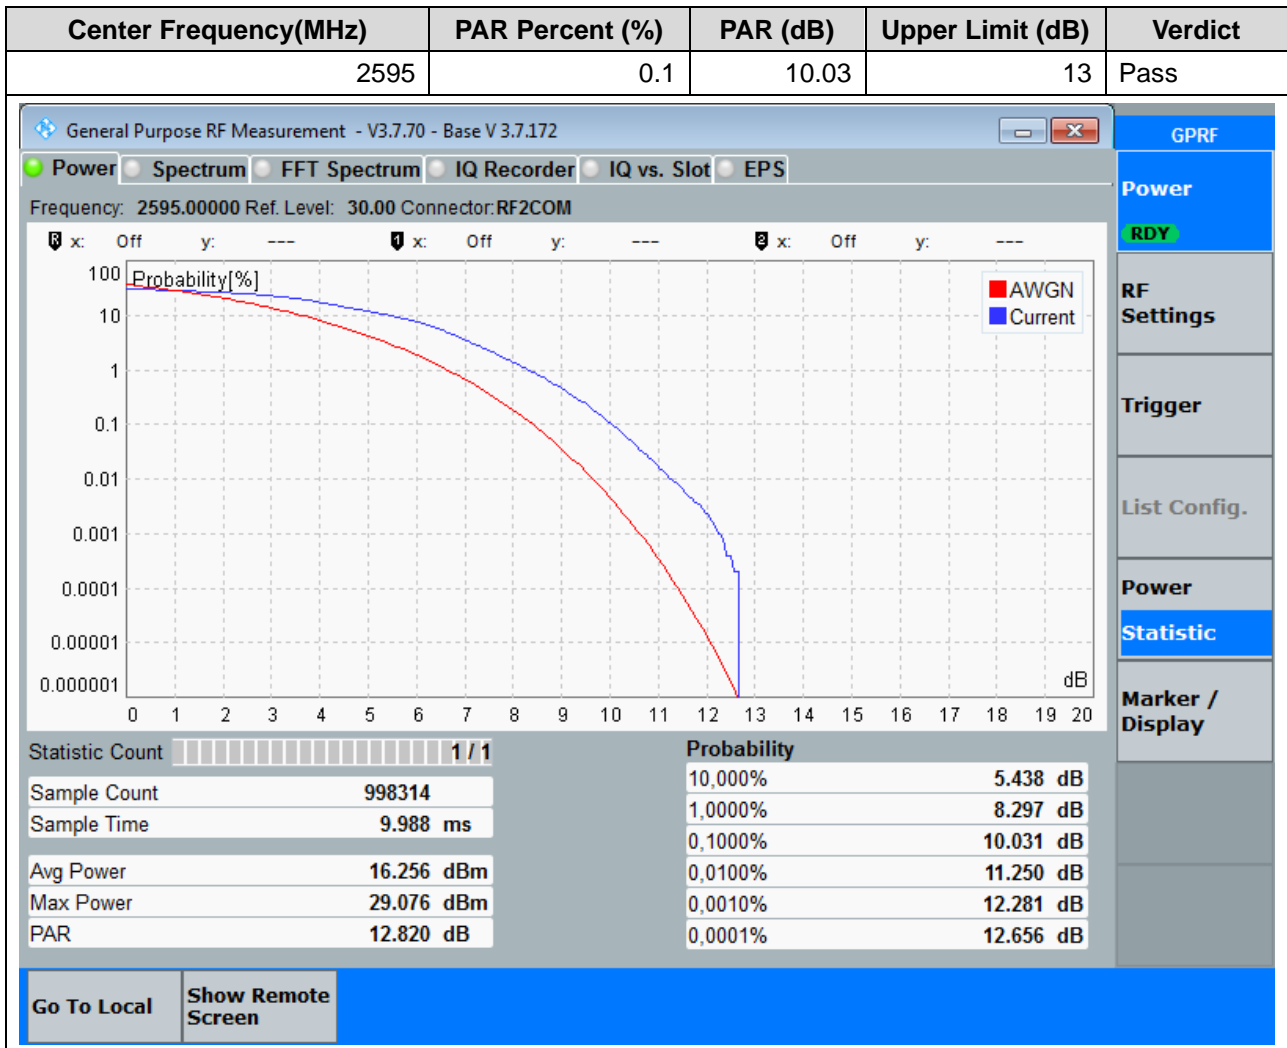 Center Frequency(MHz) PAR Percent (%) PAR (dB) Upper Limit (dB) Verdict
2595 0.1 10.03 13 Pass
General Purpose RF Measurement - V3.7.70 - Base V 3.7.172
GPRF
Power Spectrum FFT Spectrum IQ Recorder IQ vs. Slot EPS
Power
RDY
Frequency: 2595.00000 Ref. Level: 30.00 Connector: RF2COM
R x: Off y: --- 1 x: Off y: --- 2 x: Off y: ---
100 Probability[%]
AWGN
Current
10
1
0.1
0.01
0.001
0.0001
0.00001
0.000001
dB
0 1 2 3 4 5 6 7 8 9 10 11 12 13 14 15 16 17 18 19 20
RF
Settings
Trigger
List Config.
Power
Statistic
Marker /
Display
Statistic Count 1 / 1
Sample Count 998314
Sample Time 9.988 ms
Avg Power 16.256 dBm
Max Power 29.076 dBm
PAR 12.820 dB
Probability
10,000% 5.438 dB
1,0000% 8.297 dB
0,1000% 10.031 dB
0,0100% 11.250 dB
0,0010% 12.281 dB
0,0001% 12.656 dB
Go To Local
Show Remote
Screen